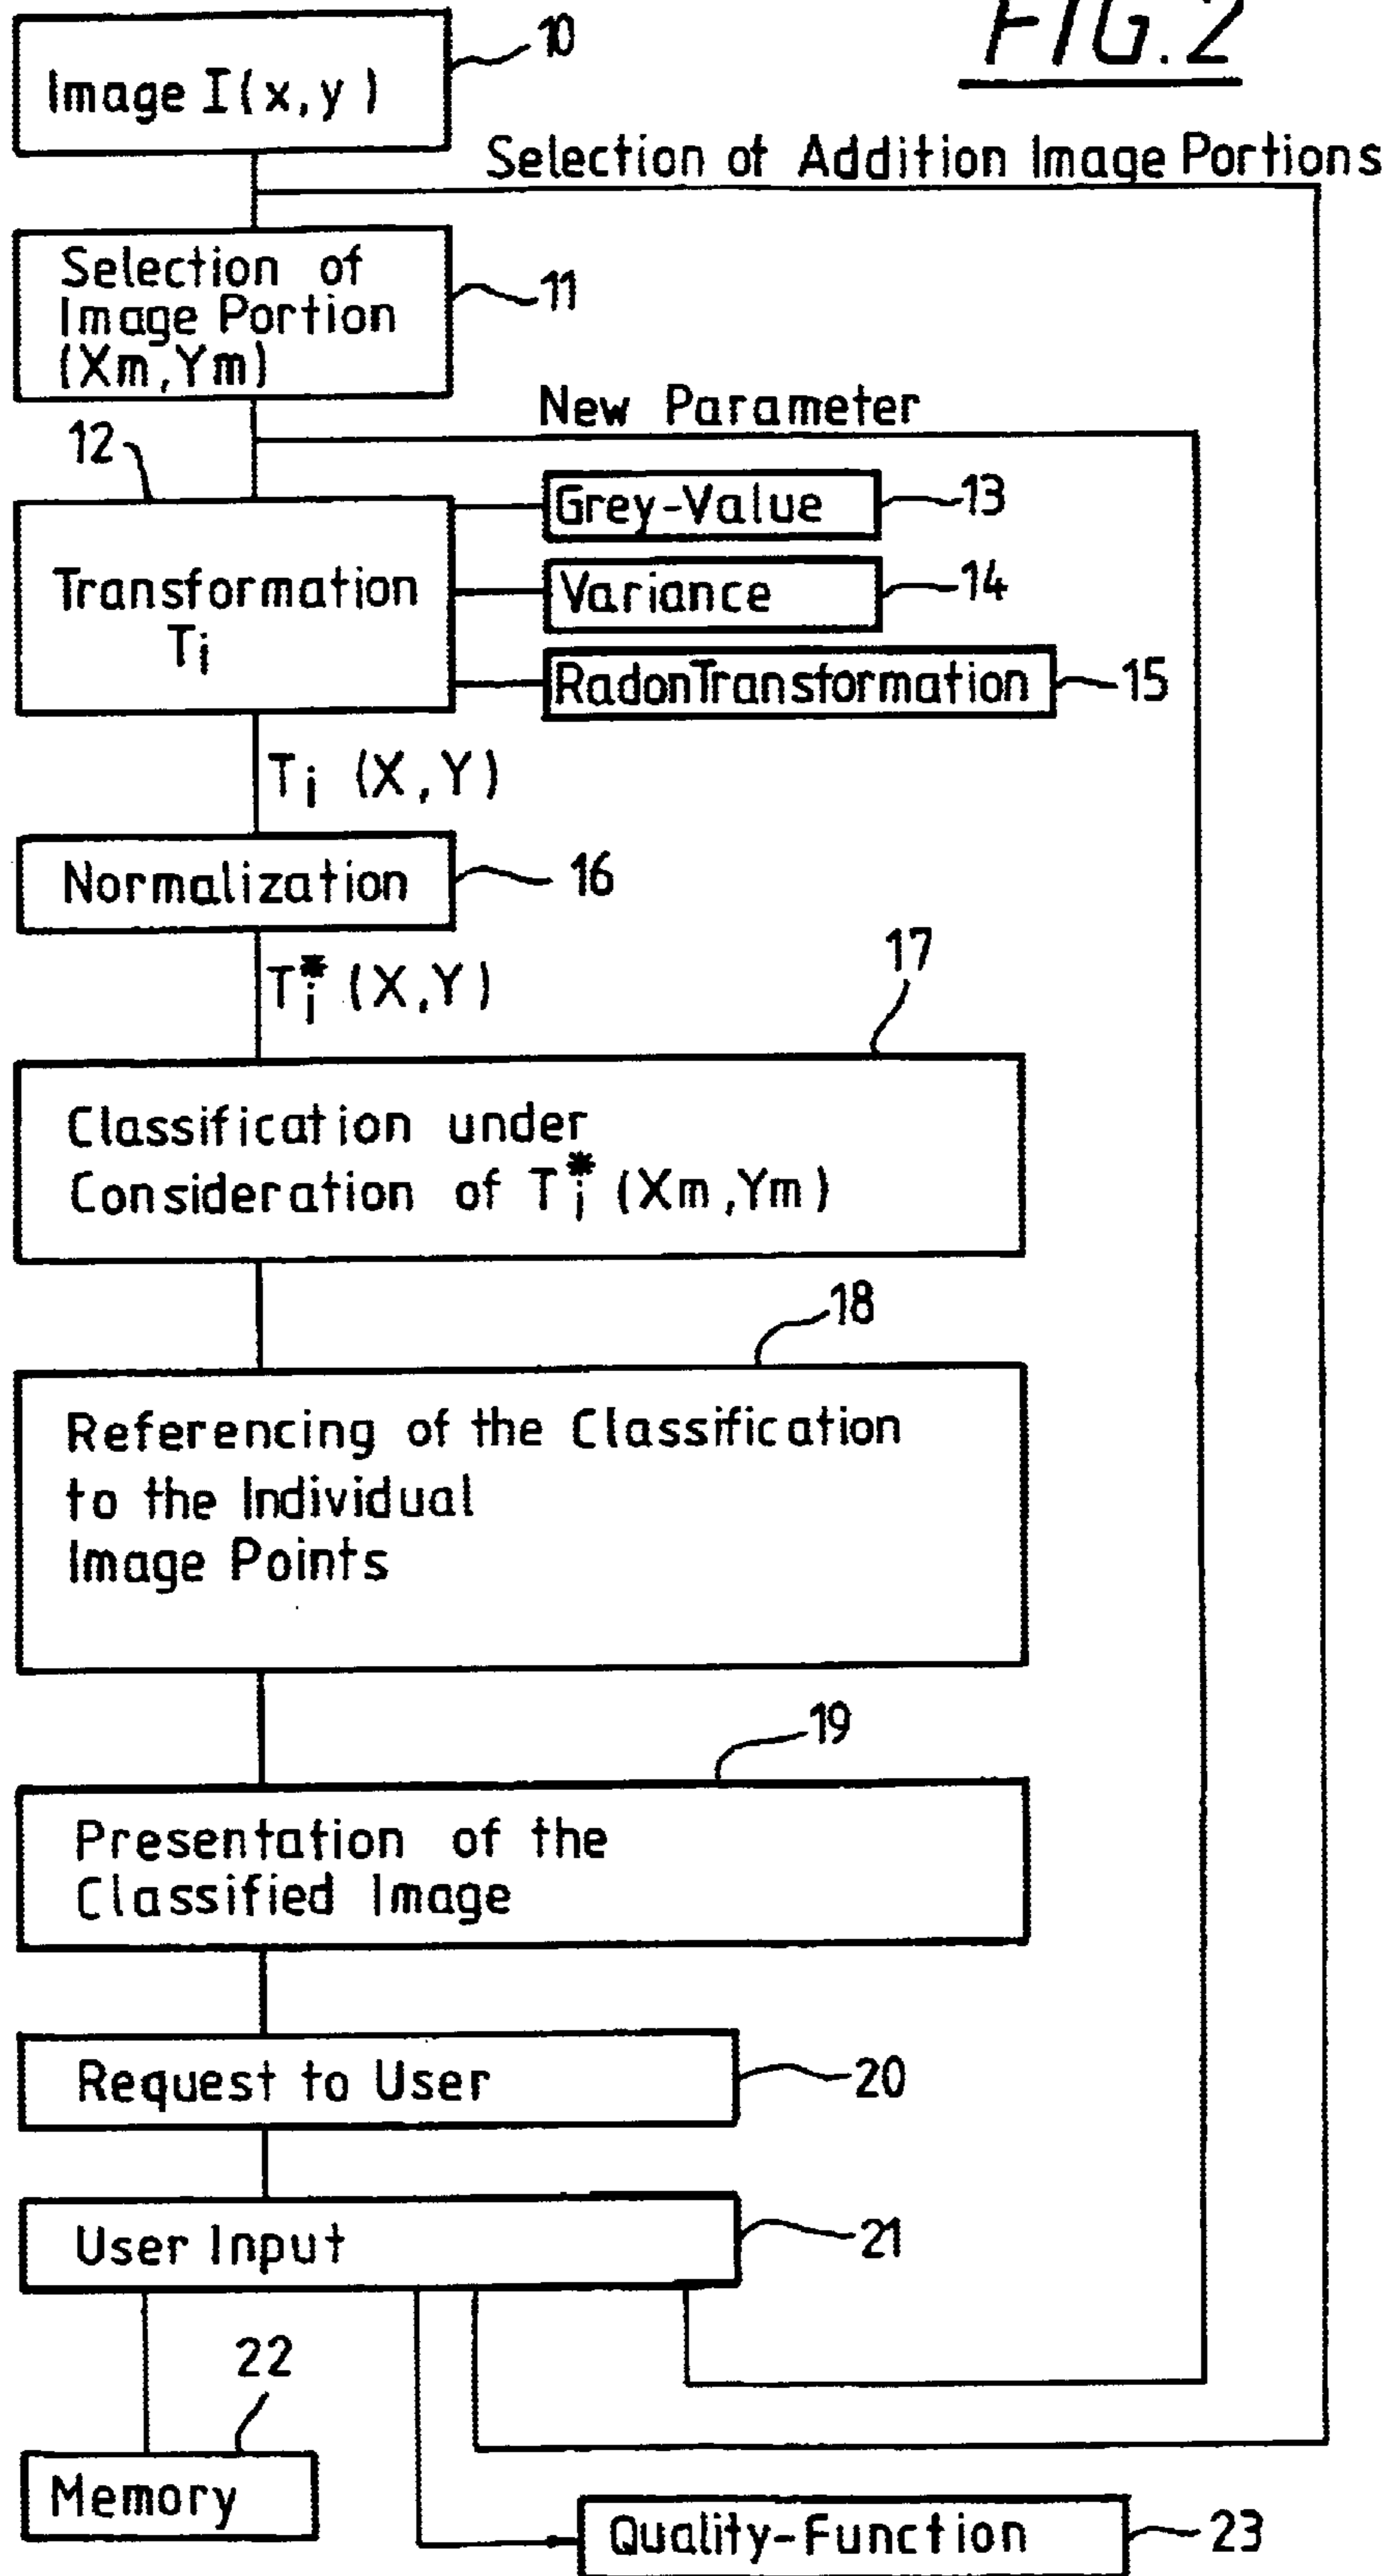 FIG. 2
Image I(x,y)
10
Selection of Addition Image Portions
Selection of
Image Portion
(Xm,Ym)
11
New Parameter
12
Transformation
Ti
Grey-Value
13
Variance
14
RadonTransformation
15
Ti (X,Y)
Normalization
16
Ti* (X,Y)
17
Classification under
Consideration of Ti* (Xm,Ym)
18
Referencing of the Classification
to the Individual
Image Points
19
Presentation of the
Classified Image
Request to User
20
User Input
21
22
Memory
Quality-Function
23